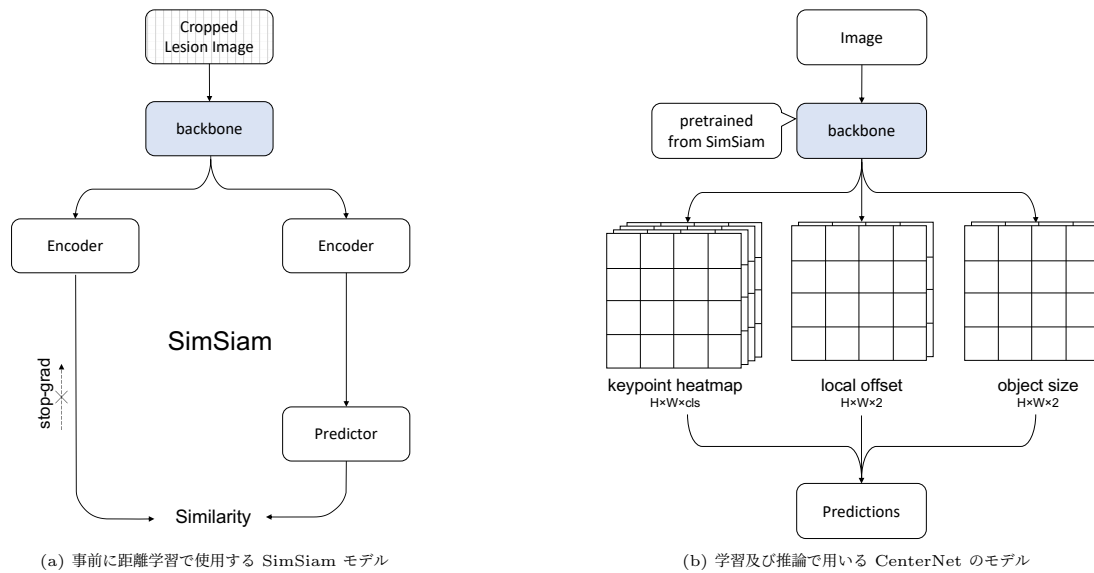 Cropped
Lesion Image
backbone
Encoder
Encoder
SimSiam
stop-grad
Predictor
Similarity
(a) 事前に距離学習で使用する SimSiam モデル
Image
pretrained
from SimSiam
backbone
keypoint heatmap
H×W×cls
local offset
H×W×2
object size
H×W×2
Predictions
(b) 学習及び推論で用いる CenterNet のモデル